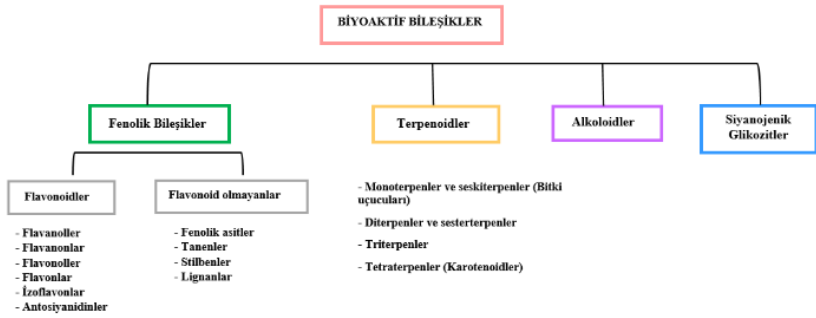 BİYOAKTİF BİLEŞİKLER
Fenolik Bileşikler
Terpenoidler
Alkoloidler
Siyanojenik
Glikozitler
Flavonoidler
Flavonoid olmayanlar
- Flavanoller
- Flavanonlar
- Flavonoller
- Flavonlar
- İzoflavonlar
- Antosiyanidinler
- Fenolik asitler
- Tanenler
- Stilbenler
- Lignanlar
- Monoterpenler ve seskiterpenler (Bitki
uçucuları)
- Diterpenler ve sesterterpenler
- Triterpenler
- Tetraterpenler (Karotenoidler)